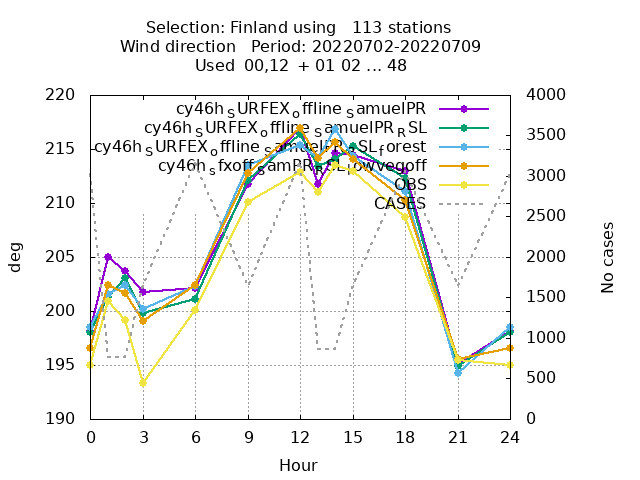 Selection: Finland using 113 stations
Wind direction Period: 20220702-20220709
Used 00,12 + 01 02 ... 48
220
215
210
205
200
195
190
deg
4000
3500
3000
2500
2000
1500
1000
500
0
No cases
cy46h_SURFEX_offline_SamuelPR
cy46h_SURFEX_offline_SamuelPR_RSL
cy46h_SURFEX_offline_SamuelPR_RSL_forest
OBS
CASES
0 3 6 9 12 15 18 21 24
Hour